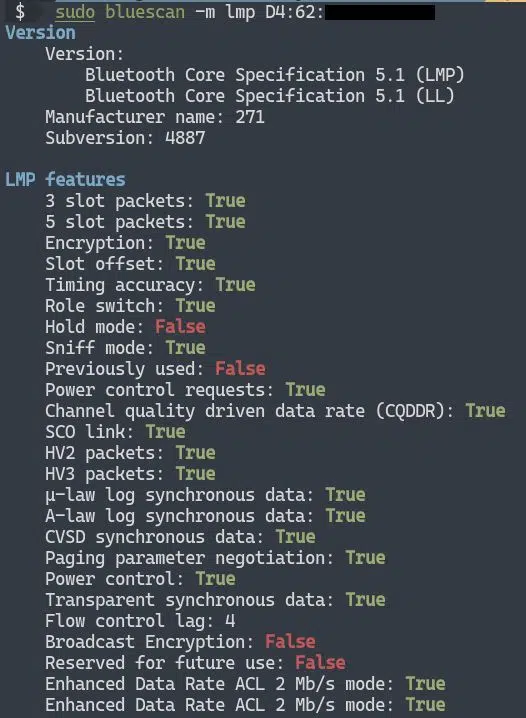 $ sudo bluescan -m lmp D4:62:
Version
Version:
Bluetooth Core Specification 5.1 (LMP)
Bluetooth Core Specification 5.1 (LL)
Manufacturer name: 271
Subversion: 4887
LMP features
3 slot packets: True
5 slot packets: True
Encryption: True
Slot offset: True
Timing accuracy: True
Role switch: True
Hold mode: False
Sniff mode: True
Previously used: False
Power control requests: True
Channel quality driven data rate (CQDDR): True
SCO link: True
HV2 packets: True
HV3 packets: True
μ-law log synchronous data: True
A-law log synchronous data: True
CVSD synchronous data: True
Paging parameter negotiation: True
Power control: True
Transparent synchronous data: True
Flow control lag: 4
Broadcast Encryption: False
Reserved for future use: False
Enhanced Data Rate ACL 2 Mb/s mode: True
Enhanced Data Rate ACL 2 Mb/s mode: True